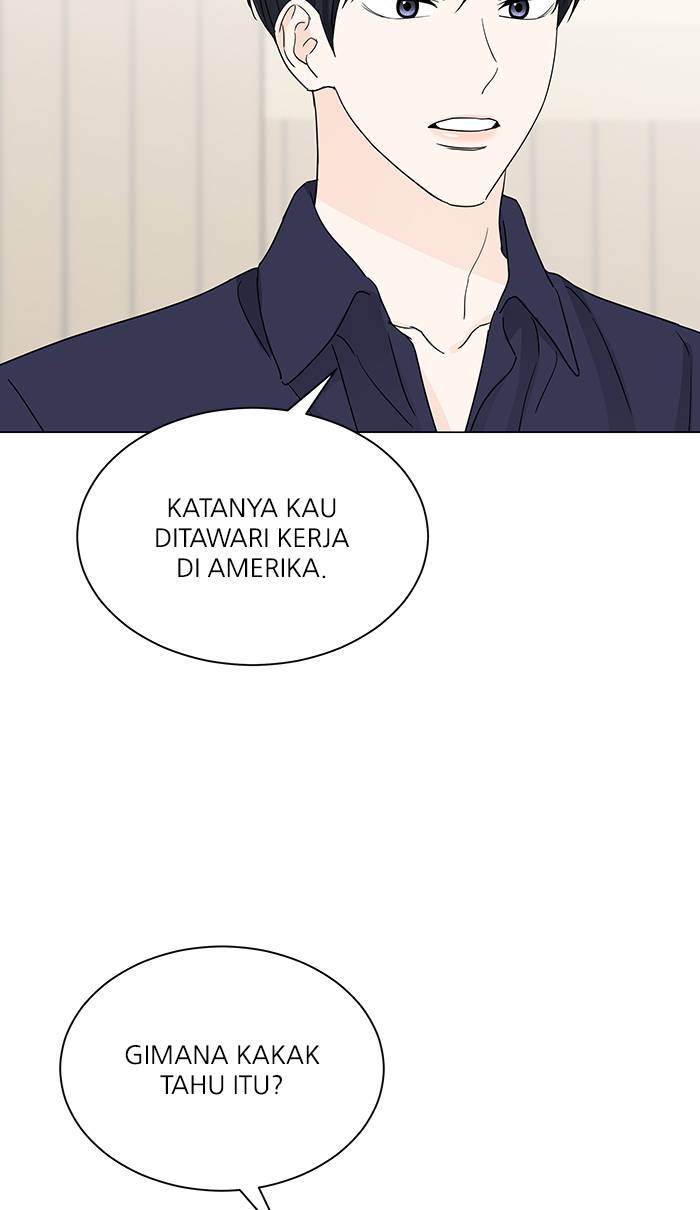 KATANYA KAU
DITAWARI KERJA
DI AMERIKA.
GIMANA KAKAK
TAHU ITU?